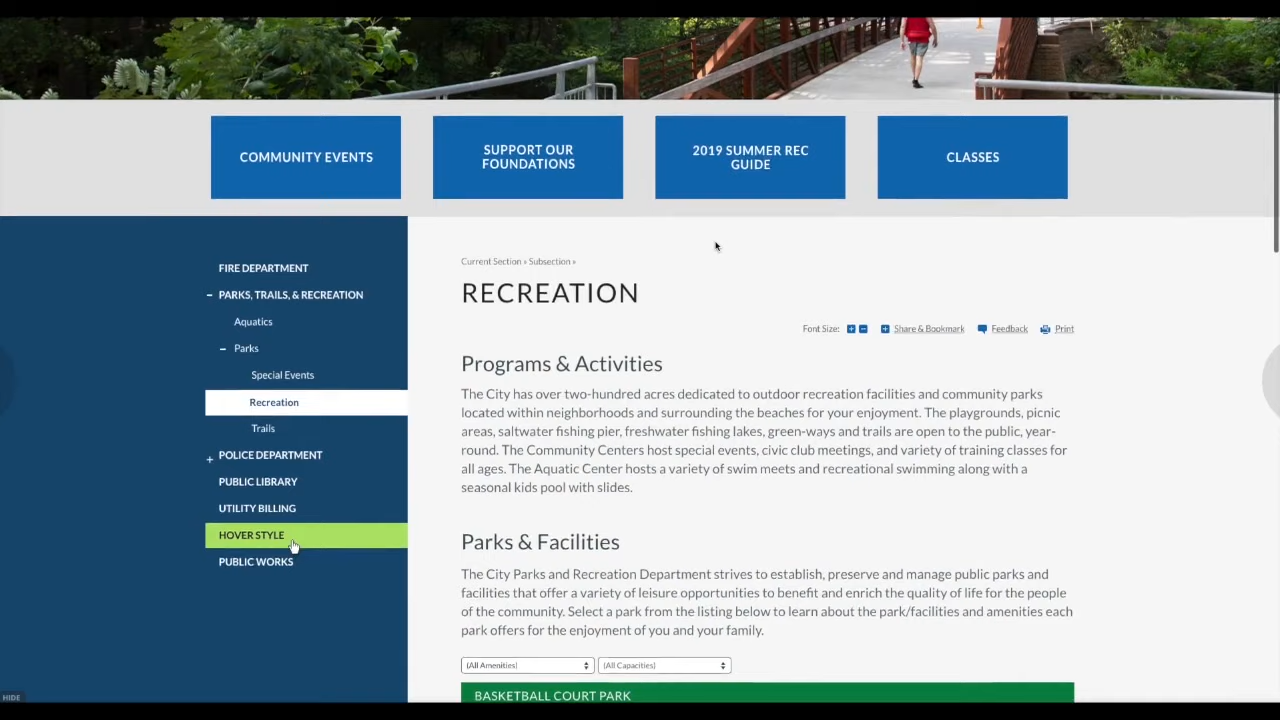 COMMUNITY EVENTS
SUPPORT OUR
FOUNDATIONS
2019 SUMMER REC
GUIDE
CLASSES
FIRE DEPARTMENT
– PARKS, TRAILS, & RECREATION
Aquatics
– Parks
Special Events
Recreation
Trails
+ POLICE DEPARTMENT
PUBLIC LIBRARY
UTILITY BILLING
HOVER STYLE
PUBLIC WORKS
Current Section » Subsection »
RECREATION
Font Size: + – + Share & Bookmark Feedback Print
Programs & Activities
The City has over two-hundred acres dedicated to outdoor recreation facilities and community parks
located within neighborhoods and surrounding the beaches for your enjoyment. The playgrounds, picnic
areas, saltwater fishing pier, freshwater fishing lakes, green-ways and trails are open to the public, year-
round. The Community Centers host special events, civic club meetings, and variety of training classes for
all ages. The Aquatic Center hosts a variety of swim meets and recreational swimming along with a
seasonal kids pool with slides.
Parks & Facilities
The City Parks and Recreation Department strives to establish, preserve and manage public parks and
facilities that offer a variety of leisure opportunities to benefit and enrich the quality of life for the people
of the community. Select a park from the listing below to learn about the park/facilities and amenities each
park offers for the enjoyment of you and your family.
(All Amenities) (All Capacities)
BASKETBALL COURT PARK
HIDE